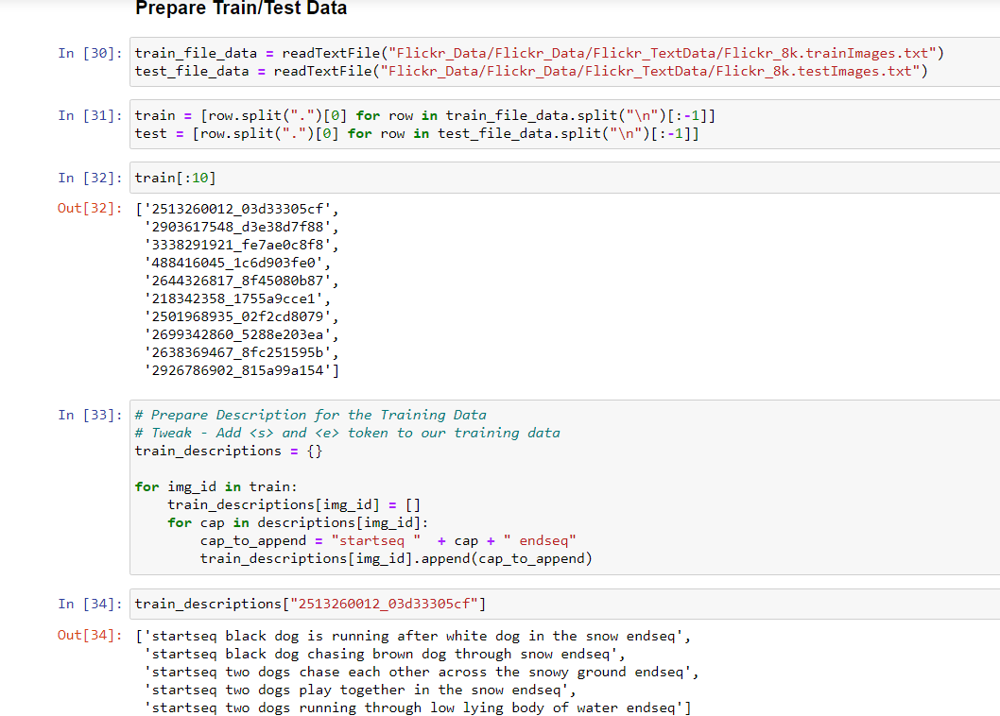 Prepare Train/Test Data
In [30]: train_file_data = readTextFile("Flickr_Data/Flickr_Data/Flickr_TextData/Flickr_8k.trainImages.txt")
test_file_data = readTextFile("Flickr_Data/Flickr_Data/Flickr_TextData/Flickr_8k.testImages.txt")
In [31]: train = [row.split(".")[0] for row in train_file_data.split("\n")[:-1]]
test = [row.split(".")[0] for row in test_file_data.split("\n")[:-1]]
In [32]: train[:10]
Out[32]: ['2513260012_03d33305cf',
'2903617548_d3e38d7f88',
'3338291921_fe7ae0c8f8',
'488416045_1c6d903fe0',
'2644326817_8f45080b87',
'218342358_1755a9cce1',
'2501968935_02f2cd8079',
'2699342860_5288e203ea',
'2638369467_8fc251595b',
'2926786902_815a99a154']
In [33]: # Prepare Description for the Training Data
# Tweak - Add <s> and <e> token to our training data
train_descriptions = {}
for img_id in train:
train_descriptions[img_id] = []
for cap in descriptions[img_id]:
cap_to_append = "startseq "  + cap + " endseq"
train_descriptions[img_id].append(cap_to_append)
In [34]: train_descriptions["2513260012_03d33305cf"]
Out[34]: ['startseq black dog is running after white dog in the snow endseq',
'startseq black dog chasing brown dog through snow endseq',
'startseq two dogs chase each other across the snowy ground endseq',
'startseq two dogs play together in the snow endseq',
'startseq two dogs running through low lying body of water endseq']